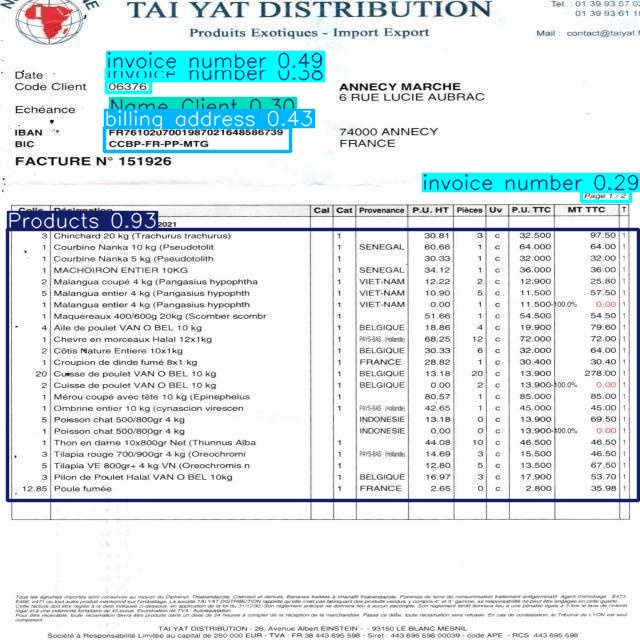 TAI YAT DISTRIBUTION
Produits Exotiques - Import Export
Tel. : 01 39 93 57 0
01 39 93 61 1
Mail : contact@taiyat.f
invoice number 0.49
invoice number 0.38
Date
Code Client 06376
ANNECY MARCHE
6 RUE LUCIE AUBRAC
Name Client 0.30
Echéance
billing address 0.43
IBAN FR7610207001987021648586739
74000 ANNECY
BIC CCBP-FR-PP-MTG
FRANCE
FACTURE N° 151926
invoice number 0.29
Page 1 / 2
Colis Désignation Cal Cat Provenance P.U. HT Pièces Uv P.U. TTC MT TTC T
Products 0.93
2021
3 Chinchard 20 kg (Trachurus trachurus) 1 30.81 3 c 32.500 97.50 1
1 Courbine Nanka 10 kg (Pseudotolit 1 SENEGAL 60.66 1 c 64.000 64.00 1
1 Courbine Nanka 5 kg (Pseudotolith 1 30.33 1 c 32.000 32.00 1
1 MACHOIRON ENTIER 10KG 1 SENEGAL 34.12 1 c 36.000 36.00 1
2 Malangua coupé 4 kg (Pangasius hypophtha 1 VIET-NAM 12.22 2 c 12.900 25.80 1
5 Malangua entier 4 kg (Pangasius hypophth 1 VIET-NAM 10.90 5 c 11.500 57.50 1
1 Malangua entier 4 kg (Pangasius hypophth 1 VIET-NAM 0.00 1 c 11.500-100.0% 0.00 1
1 Maquereaux 400/600g 20kg (Scomber scombr 1 51.66 1 c 54.500 54.50 1
4 Aile de poulet VAN O BEL 10 kg 1 BELGIQUE 18.86 4 c 19.900 79.60 1
1 Chevre en morceaux Halal 12x1kg 1 PAYS-BAS (Hollande) 68.25 12 c 72.000 72.00 1
2 Côtis Nature Entiere 10x1kg 1 BELGIQUE 30.33 6 c 32.000 64.00 1
1 Croupion de dinde fumé 8x1 kg 1 FRANCE 28.82 1 c 30.400 30.40 1
20 Cuisse de poulet VAN O BEL 10 kg 1 BELGIQUE 13.18 20 c 13.900 278.00 1
2 Cuisse de poulet VAN O BEL 10 kg 1 BELGIQUE 0.00 2 c 13.900-100.0% 0.00 1
1 Mérou coupé avec tête 10 kg (Epinephelus 1 80.57 1 c 85.000 85.00 1
1 Ombrine entier 10 kg (cynascion virescen 1 PAYS-BAS (Hollande) 42.65 1 c 45.000 45.00 1
5 Poisson chat 500/800gr 4 kg INDONESIE 13.18 5 c 13.900 69.50 1
1 Poisson chat 500/800gr 4 kg INDONESIE 0.00 1 c 13.900-100.0% 0.00 1
1 Thon en darne 10x800gr Net (Thunnus Alba 1 44.08 10 c 46.500 46.50 1
3 Tilapia rouge 700/900gr 4 kg (Oreochromi 1 PAYS-BAS (Hollande) 14.69 3 c 15.500 46.50 1
5 Tilapia VE 800gr+ 4 kg VN (Oreochromis n 1 12.80 5 c 13.500 67.50 1
3 Pilon de Poulet Halal VAN O BEL 10kg 1 BELGIQUE 16.97 3 c 17.900 53.70 1
12.85 Poule fumée 1 FRANCE 2.65 0 c 2.800 35.98 1
TAI YAT DISTRIBUTION - 26, Avenue Albert EINSTEIN - - 93150 LE BLANC MESNIL
Société à Responsabilité Limitée au capital de 250 000 EUR - TVA : FR 38 443 695 598 - Siret : 443 695 598 00039 - code APE - RCS 443 695 598